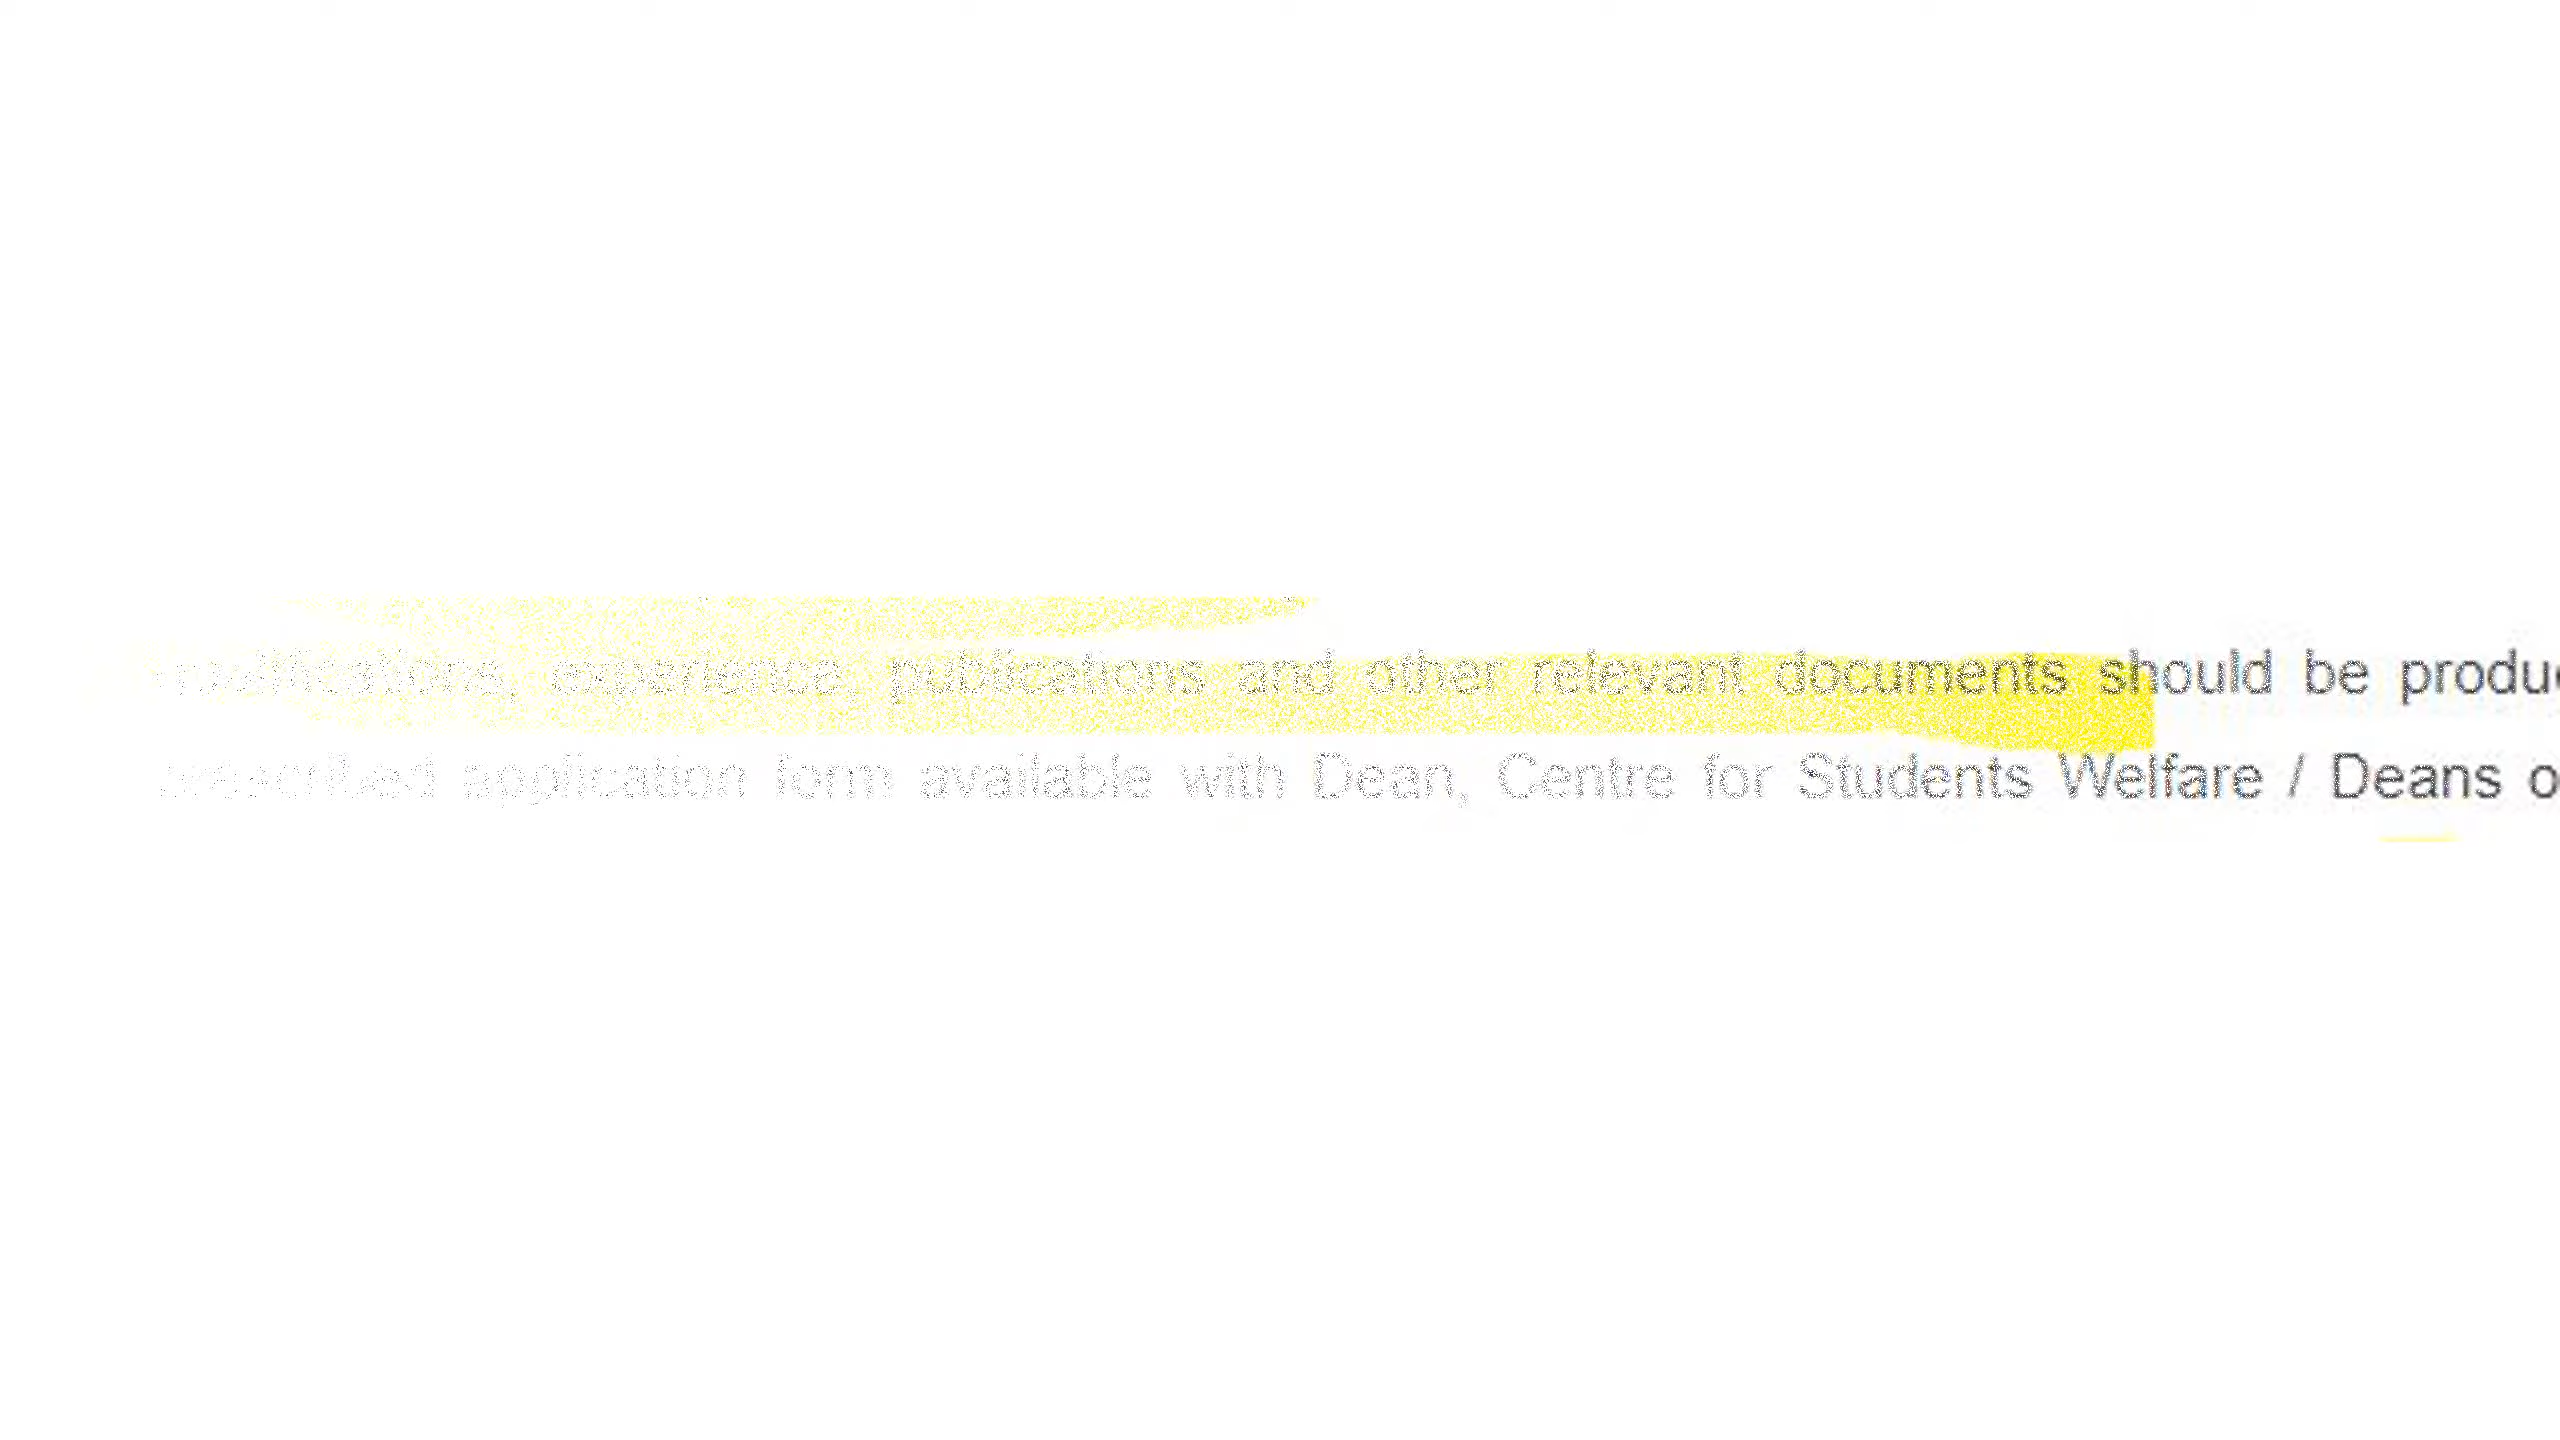 qualifications, experience, publications and other relevant documents should be produ
prescribed application form available with Dean, Centre for Students Welfare / Deans o